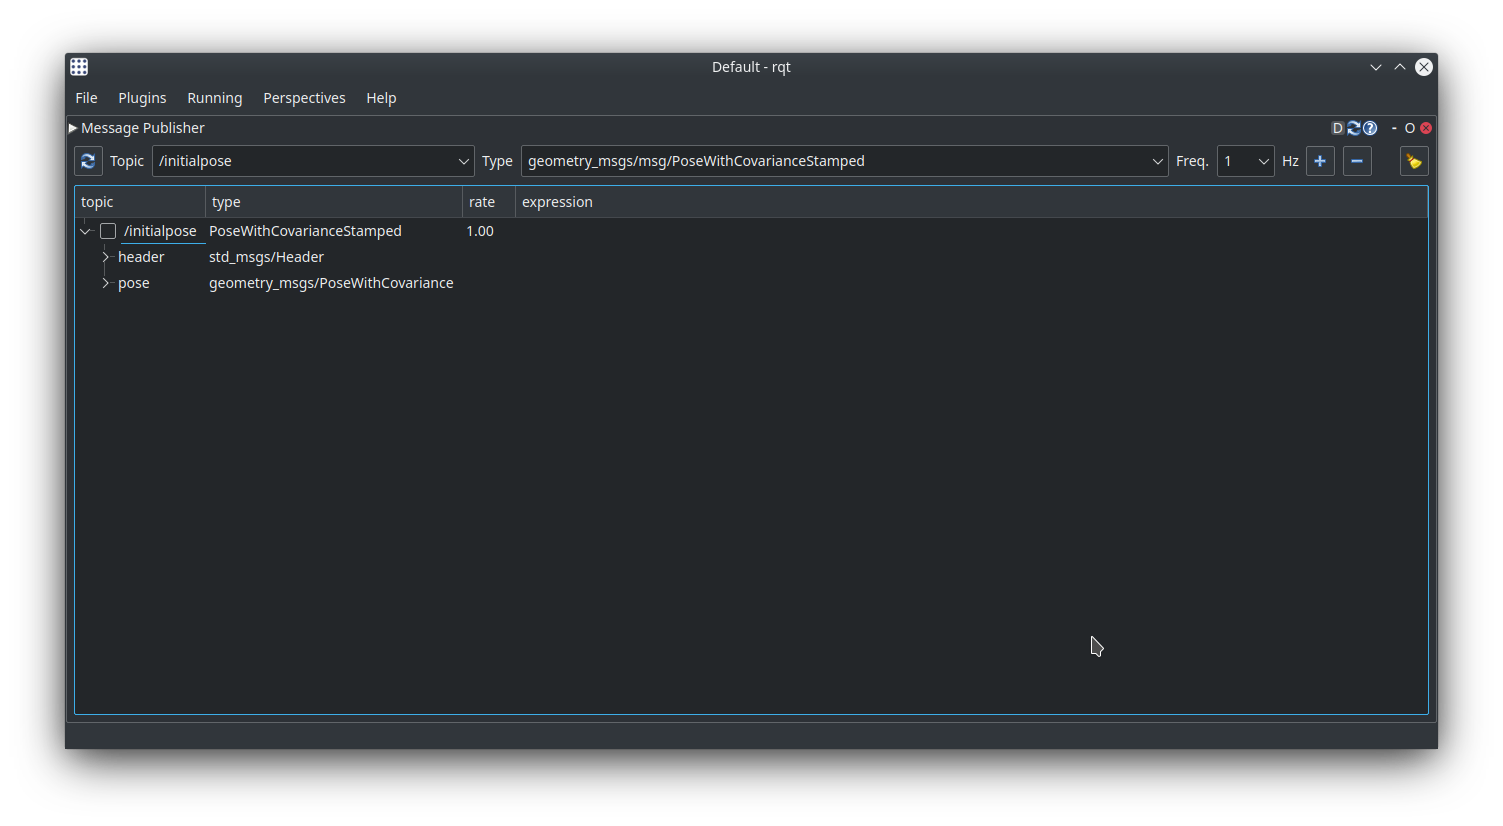 Default - rqt
File Plugins Running Perspectives Help
Message Publisher D ? - O
Topic /initialpose Type geometry_msgs/msg/PoseWithCovarianceStamped Freq. 1 Hz + −
topic type rate expression
/initialpose PoseWithCovarianceStamped 1.00
header std_msgs/Header
pose geometry_msgs/PoseWithCovariance